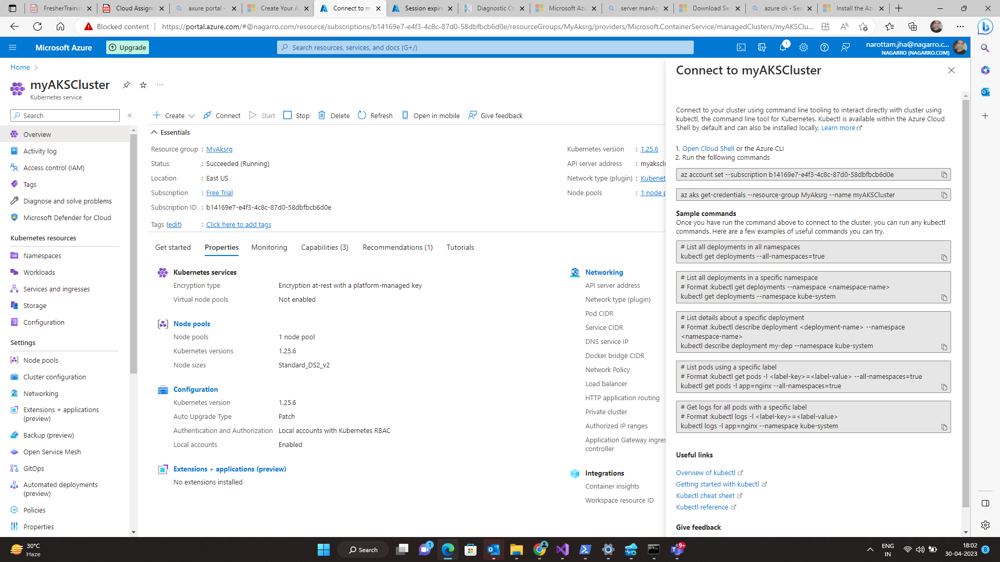 FresherTrainin
Cloud Assignm
axure portal -
Create Your A
Connect to m
Session expire
Diagnostic Co
Microsoft Azu
server manAg
Download Ser
azure cli - Sea
Install the Azu
Blocked content
https://portal.azure.com/#@nagarro.com/resource/subscriptions/b14169e7-e4f3-4c8c-87d0-58dbfbcb6d0e/resourceGroups/MyAksrg/providers/Microsoft.ContainerService/managedClusters/myAKSClu...
Microsoft Azure
Upgrade
Search resources, services, and docs (G+/)
1
narottam.jha@nagarro.c...
NAGARRO (NAGARRO.COM)
Home
myAKSCluster
Kubernetes service
Search
Overview
Activity log
Access control (IAM)
Tags
Diagnose and solve problems
Microsoft Defender for Cloud
Kubernetes resources
Namespaces
Workloads
Services and ingresses
Storage
Configuration
Settings
Node pools
Cluster configuration
Networking
Extensions + applications
(preview)
Backup (preview)
Open Service Mesh
GitOps
Automated deployments
(preview)
Policies
Properties
Create
Connect
Start
Stop
Delete
Refresh
Open in mobile
Give feedback
Essentials
Resource group : MyAksrg
Status : Succeeded (Running)
Location : East US
Subscription : Free Trial
Subscription ID : b14169e7-e4f3-4c8c-87d0-58dbfbcb6d0e
Tags (edit) : Click here to add tags
Kubernetes version : 1.25.6
API server address : myaksclu
Network type (plugin) : Kubenet
Node pools : 1 node p
Get started
Properties
Monitoring
Capabilities (3)
Recommendations (1)
Tutorials
Kubernetes services
Encryption type Encryption at-rest with a platform-managed key
Virtual node pools Not enabled
Node pools
Node pools 1 node pool
Kubernetes versions 1.25.6
Node sizes Standard_DS2_v2
Configuration
Kubernetes version 1.25.6
Auto Upgrade Type Patch
Authentication and Authorization Local accounts with Kubernetes RBAC
Local accounts Enabled
Extensions + applications (preview)
No extensions installed
Networking
API server address
Network type (plugin)
Pod CIDR
Service CIDR
DNS service IP
Docker bridge CIDR
Network Policy
Load balancer
HTTP application routing
Private cluster
Authorized IP ranges
Application Gateway ingres
controller
Integrations
Container insights
Workspace resource ID
Connect to myAKSCluster
Connect to your cluster using command line tooling to interact directly with cluster using
kubectl, the command line tool for Kubernetes. Kubectl is available within the Azure Cloud
Shell by default and can also be installed locally. Learn more
1. Open Cloud Shell or the Azure CLI
2. Run the following commands
az account set --subscription b14169e7-e4f3-4c8c-87d0-58dbfbcb6d0e
az aks get-credentials --resource-group MyAksrg --name myAKSCluster
Sample commands
Once you have run the command above to connect to the cluster, you can run any kubectl
commands. Here are a few examples of useful commands you can try.
# List all deployments in all namespaces
kubectl get deployments --all-namespaces=true
# List all deployments in a specific namespace
# Format :kubectl get deployments --namespace <namespace-name>
kubectl get deployments --namespace kube-system
# List details about a specific deployment
# Format :kubectl describe deployment <deployment-name> --namespace
<namespace-name>
kubectl describe deployment my-dep --namespace kube-system
# List pods using a specific label
# Format :kubectl get pods -l <label-key>=<label-value> --all-namespaces=true
kubectl get pods -l app=nginx --all-namespaces=true
# Get logs for all pods with a specific label
# Format :kubectl logs -l <label-key>=<label-value>
kubectl logs -l app=nginx --namespace kube-system
Useful links
Overview of kubectl
Getting started with kubectl
Kubectl cheat sheet
Kubectl reference
Give feedback
30°C
Haze
Search
1
9+
ENG
IN
18:02
30-04-2023
8